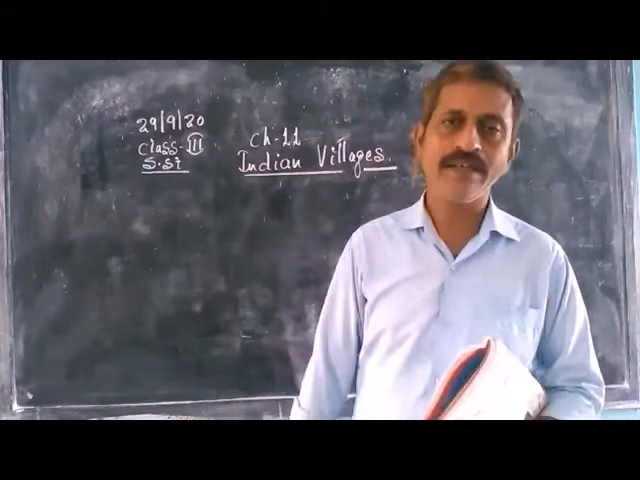 29/9/20
Class-III
S.St
Ch-11
Indian Villages.